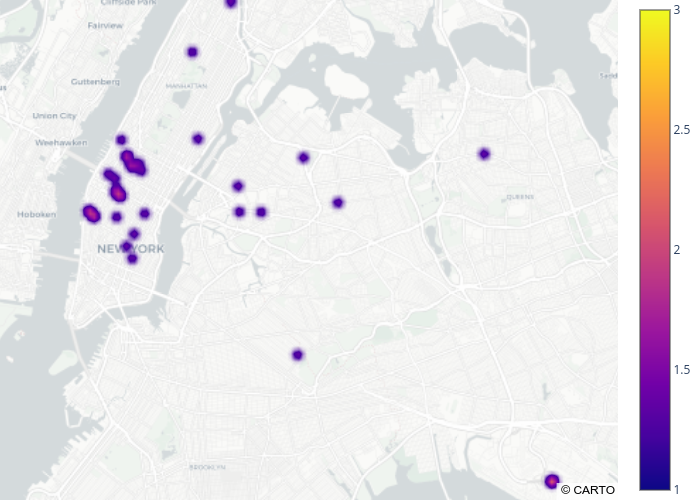 Cliffside Park
Fairview
Guttenberg
MANHATTAN
Union City
Weehawken
QUEENS
Hoboken
NEW YORK
BROOKLYN
© CARTO
3
2.5
2
1.5
1